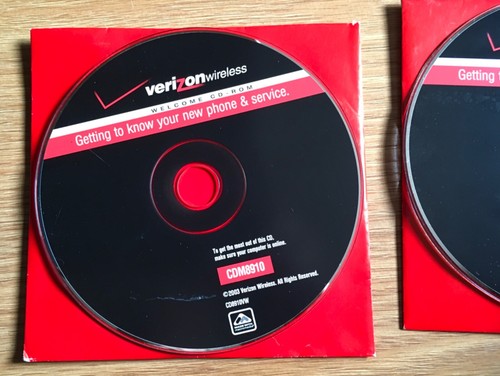 verizonwireless
WELCOME CD-ROM
Getting to know your new phone & service.
To get the most out of this CD,
make sure your computer is online.
CDM8910
©2003 Verizon Wireless. All Rights Reserved.
CD8910VW
Getting